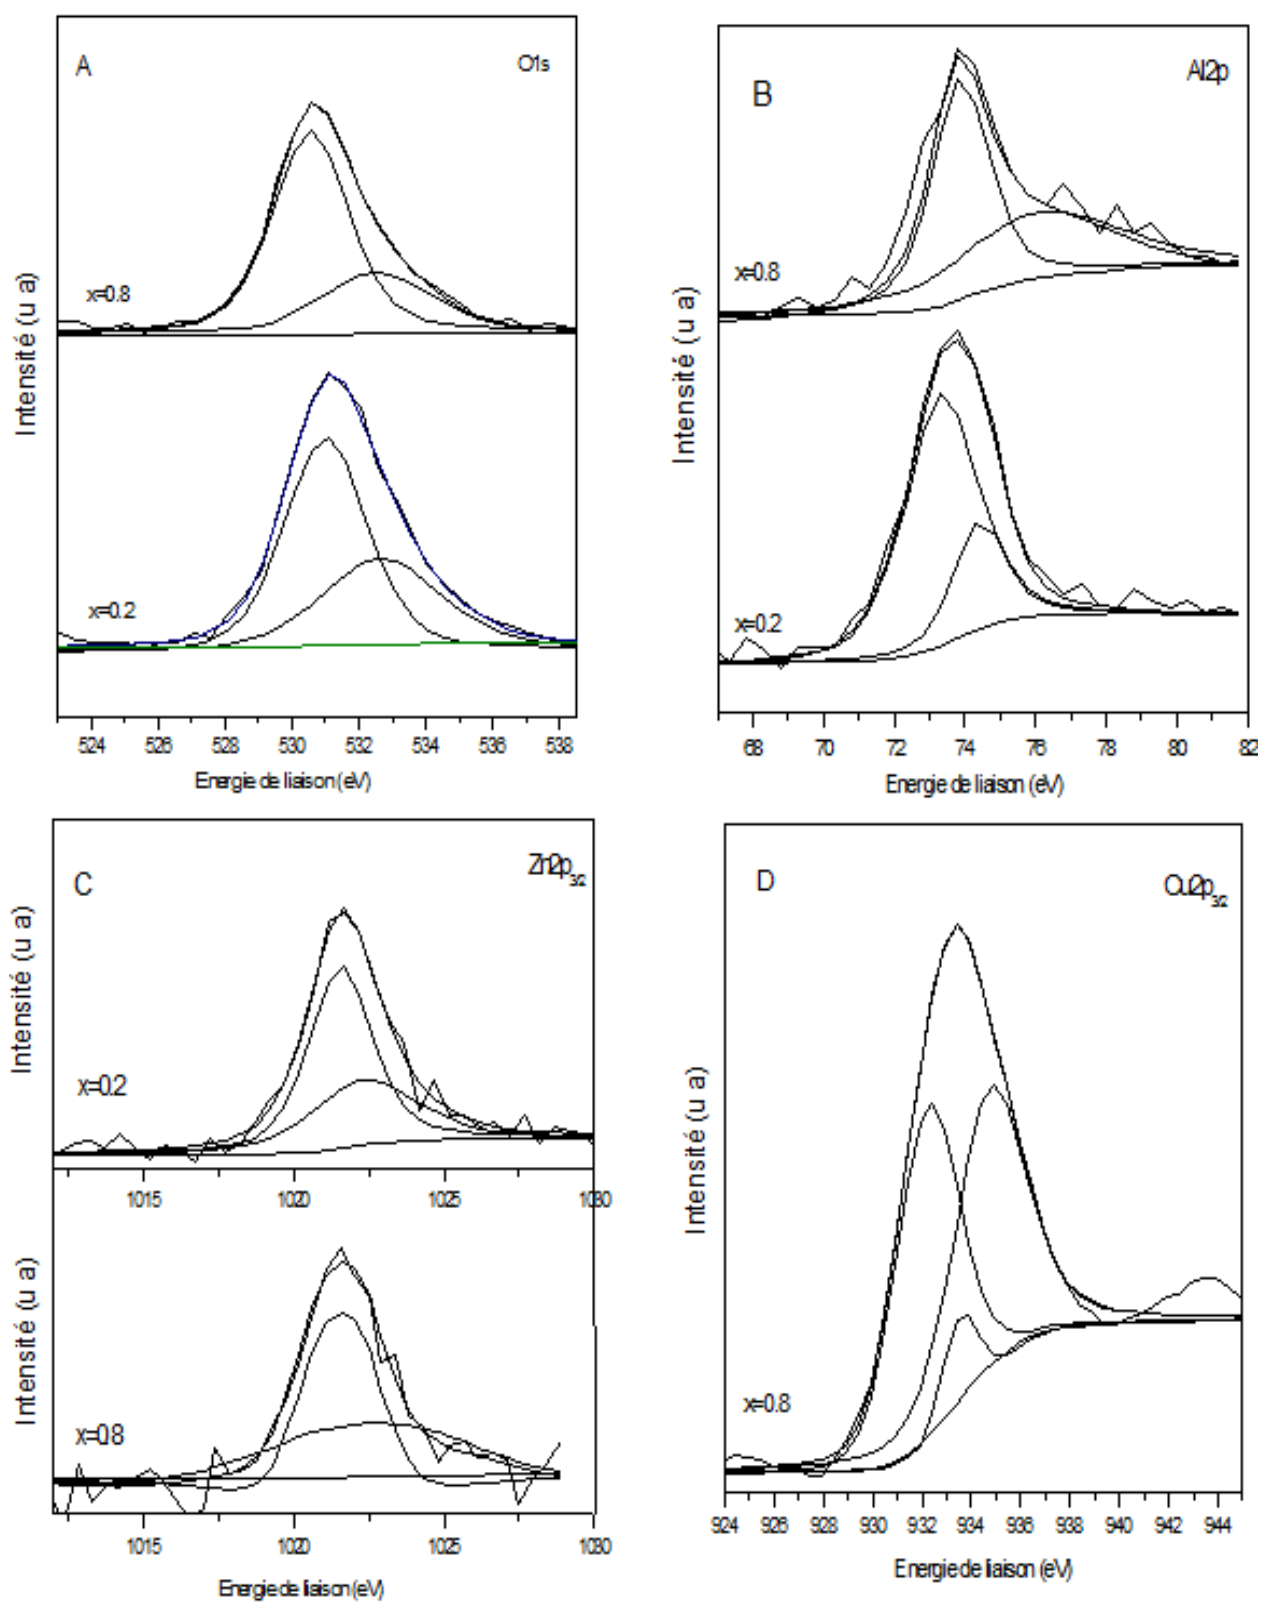 A
O1s
Intensité (u a)
x=0.8
x=0.2
524 526 528 530 532 534 536 538
Energie de liaison (eV)
B
Al2p
Intensité (u a)
x=0.8
x=0.2
68 70 72 74 76 78 80 82
Energie de liaison (eV)
C
Zn2p3/2
Intensité (u a)
x=0.2
1015 1020 1025 1030
Intensité (u a)
x=0.8
1015 1020 1025 1030
Energie de liaison (eV)
D
Cu2p3/2
Intensité (u a)
x=0.8
924 926 928 930 932 934 936 938 940 942 944
Energie de liaison (eV)